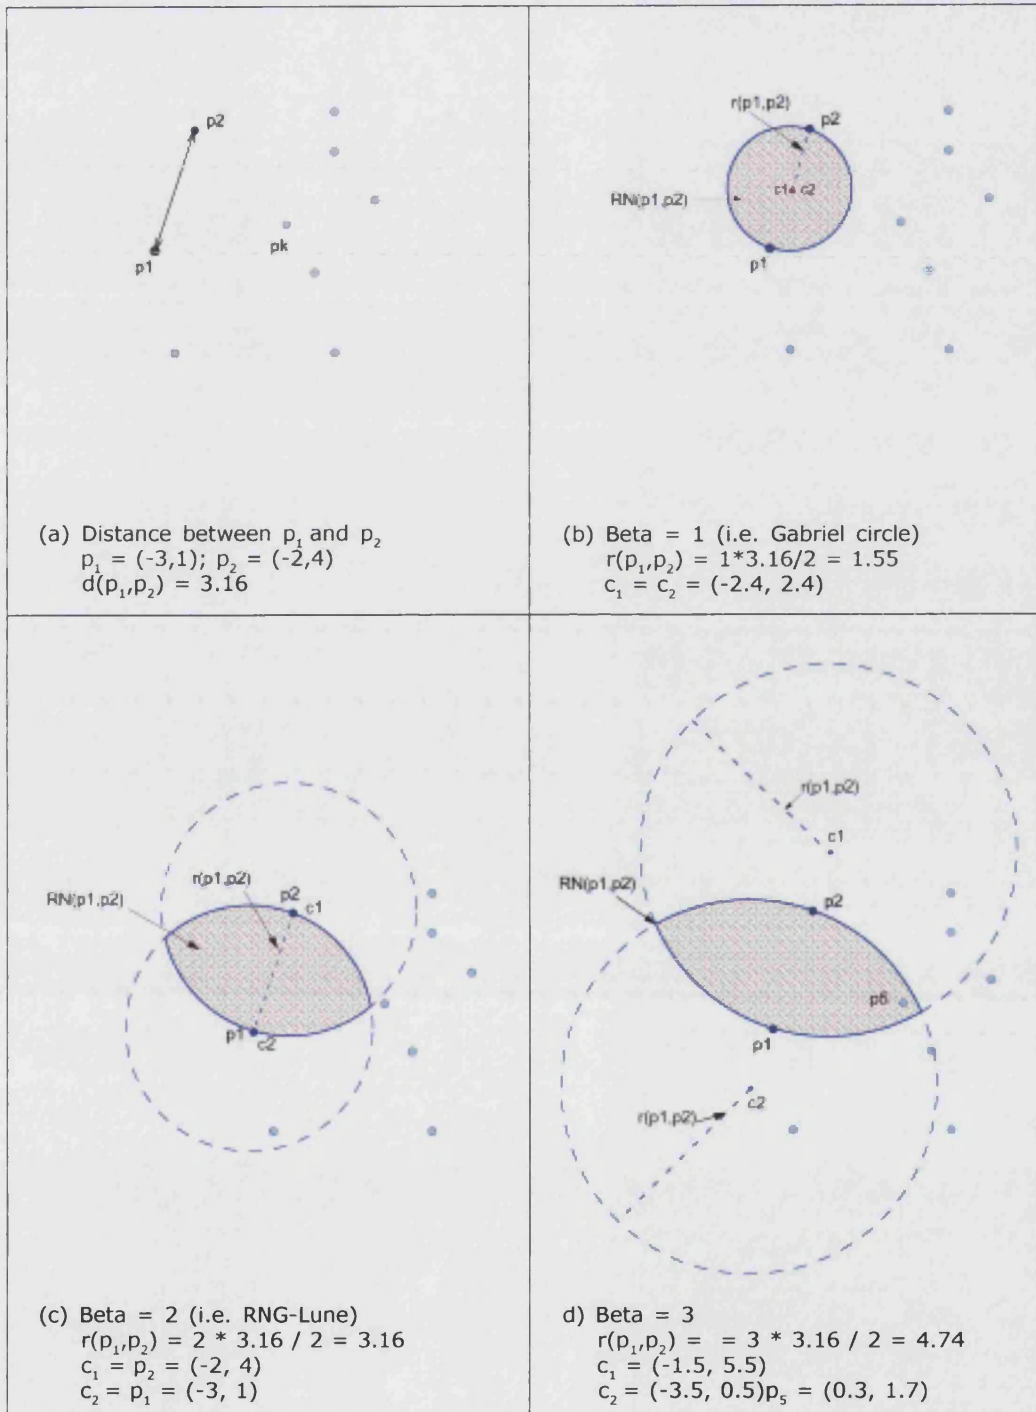 p2
pk
p1
(a) Distance between p₁ and p₂
p₁ = (-3,1); p₂ = (-2,4)
d(p₁,p₂) = 3.16
r(p1,p2)
p2
c1 c2
RN(p1,p2)
p1
(b) Beta = 1 (i.e. Gabriel circle)
r(p₁,p₂) = 1*3.16/2 = 1.55
c₁ = c₂ = (-2.4, 2.4)
r(p1,p2)
p2
RN(p1,p2)
c1
p1
c2
(c) Beta = 2 (i.e. RNG-Lune)
r(p₁,p₂) = 2 * 3.16 / 2 = 3.16
c₁ = p₂ = (-2, 4)
c₂ = p₁ = (-3, 1)
r(p1,p2)
c1
RN(p1,p2)
p2
p1
c2
r(p1,p2)
d) Beta = 3
r(p₁,p₂) = = 3 * 3.16 / 2 = 4.74
c₁ = (-1.5, 5.5)
c₂ = (-3.5, 0.5)p₅ = (0.3, 1.7)